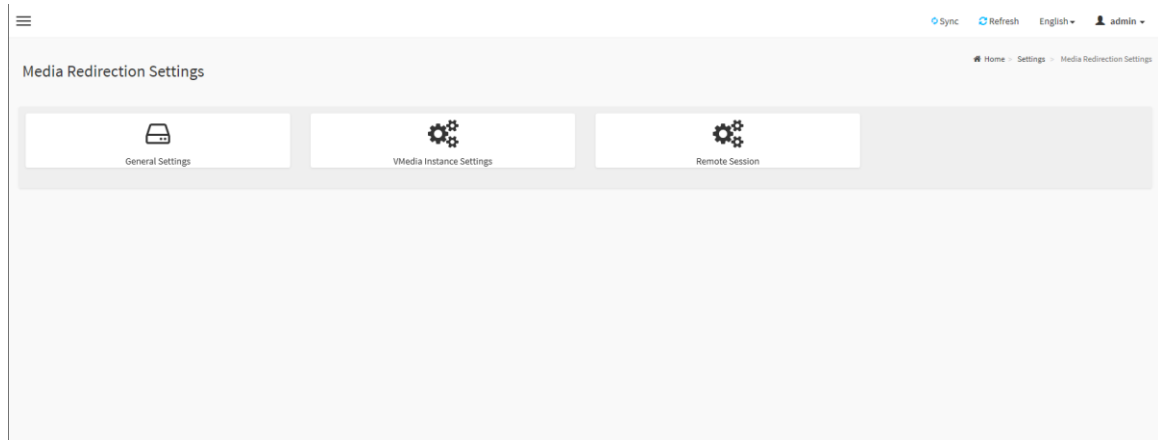 Sync Refresh English admin
Home > Settings > Media Redirection Settings
Media Redirection Settings
General Settings
VMedia Instance Settings
Remote Session